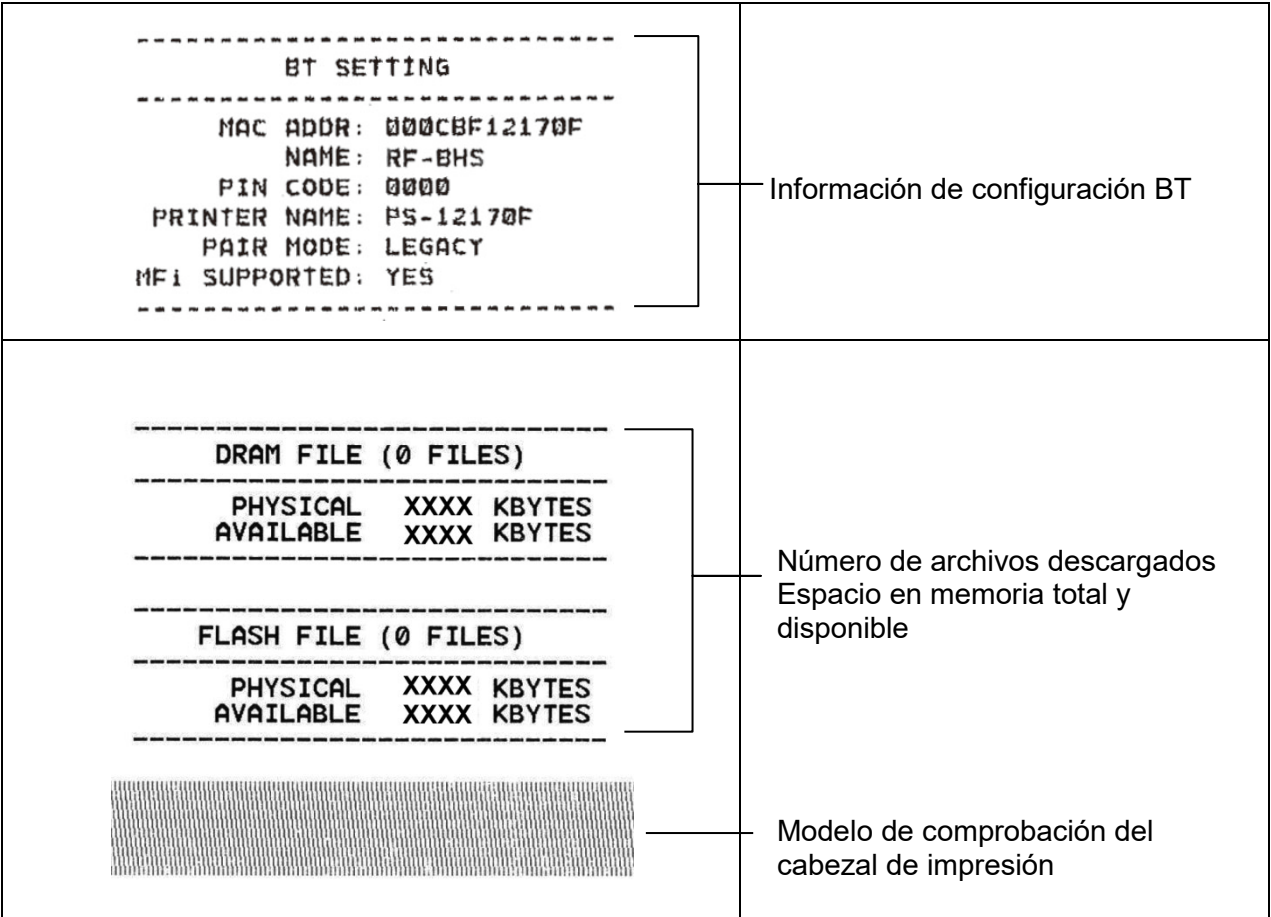 --------------------------------
BT SETTING
--------------------------------
MAC ADDR: 000CBF12170F
NAME: RF-BHS
PIN CODE: 0000
PRINTER NAME: PS-12170F
PAIR MODE: LEGACY
MFi SUPPORTED: YES
--------------------------------
Información de configuración BT
--------------------------------
DRAM FILE (0 FILES)
--------------------------------
PHYSICAL XXXX KBYTES
AVAILABLE XXXX KBYTES
--------------------------------
--------------------------------
FLASH FILE (0 FILES)
--------------------------------
PHYSICAL XXXX KBYTES
AVAILABLE XXXX KBYTES
--------------------------------
Número de archivos descargados
Espacio en memoria total y
disponible
Modelo de comprobación del
cabezal de impresión